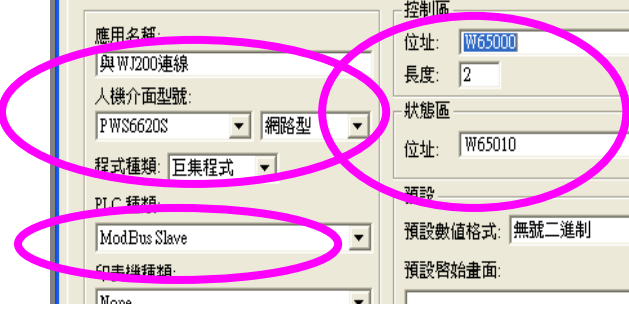 應用名稱:
與WJ200連線
人機介面型號:
PWS6620S
網路型
程式種類: 巨集程式
PLC 種類:
ModBus Slave
印表機種類:
None
控制區
位址: W65000
長度: 2
狀態區
位址: W65010
預設
預設數值格式: 無號二進制
預設啓始畫面: